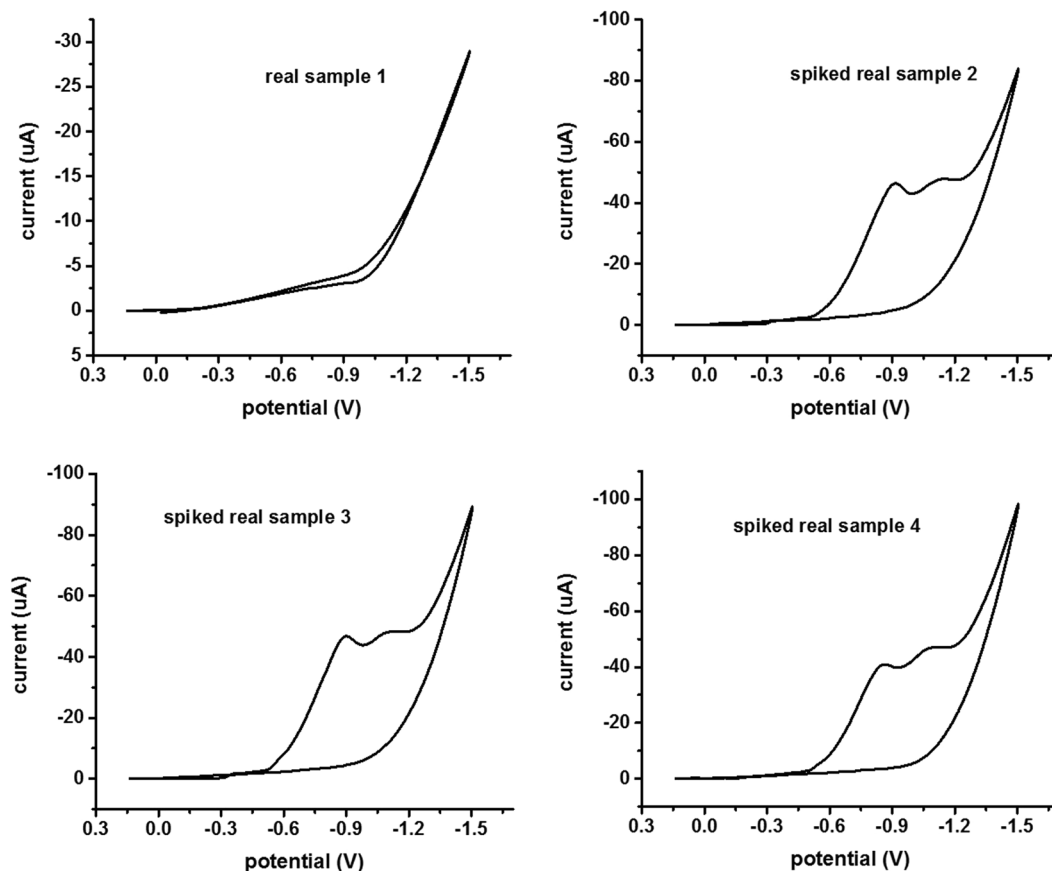 real sample 1
current (uA)
-30
-25
-20
-15
-10
-5
0
5
0.3 0.0 -0.3 -0.6 -0.9 -1.2 -1.5
potential (V)
spiked real sample 2
current (uA)
-100
-80
-60
-40
-20
0
0.3 0.0 -0.3 -0.6 -0.9 -1.2 -1.5
potential (V)
spiked real sample 3
current (uA)
-100
-80
-60
-40
-20
0
0.3 0.0 -0.3 -0.6 -0.9 -1.2 -1.5
potential (V)
spiked real sample 4
current (uA)
-100
-80
-60
-40
-20
0
0.3 0.0 -0.3 -0.6 -0.9 -1.2 -1.5
potential (V)